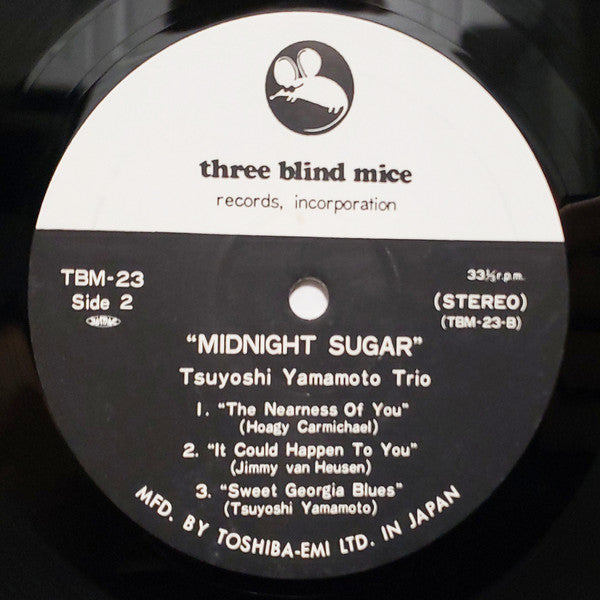 three blind mice
records, incorporation
TBM-23
Side 2
33⅓r.p.m.
(STEREO)
(TBM-23-B)
"MIDNIGHT SUGAR"
Tsuyoshi Yamamoto Trio
1. "The Nearness Of You"
(Hoagy Carmichael)
2. "It Could Happen To You"
(Jimmy van Heusen)
3. "Sweet Georgia Blues"
(Tsuyoshi Yamamoto)
MFD. BY TOSHIBA-EMI LTD. IN JAPAN